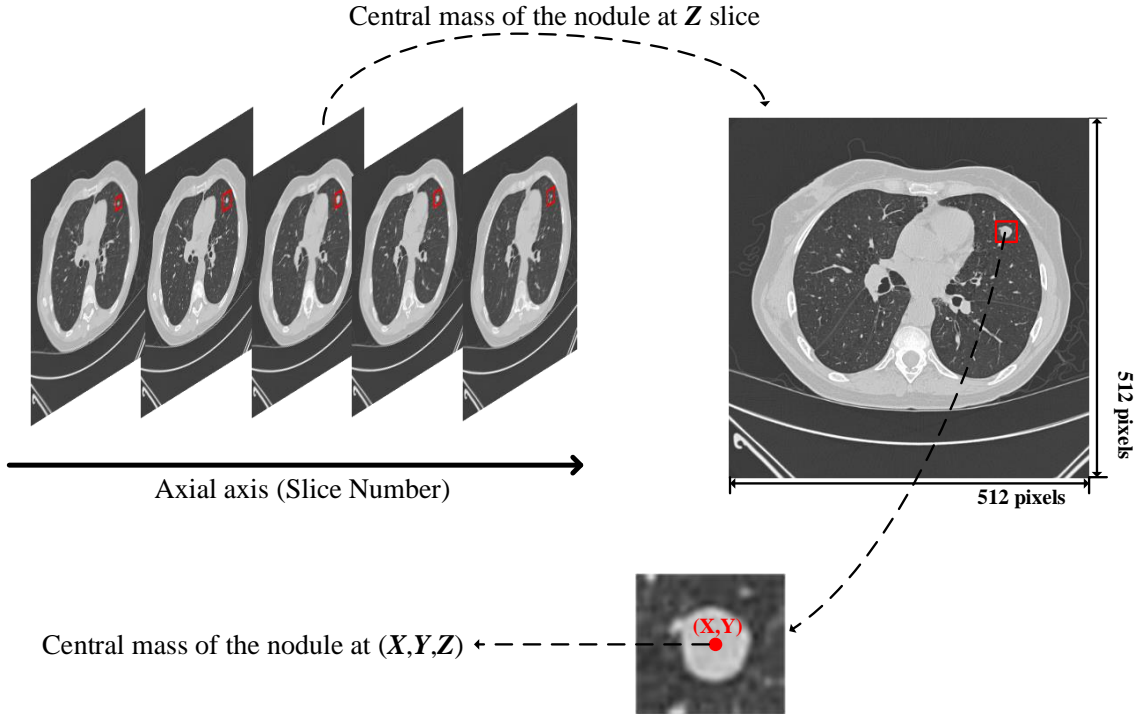 Central mass of the nodule at Z slice
512 pixels
512 pixels
Axial axis (Slice Number)
(X,Y)
Central mass of the nodule at (X,Y,Z)